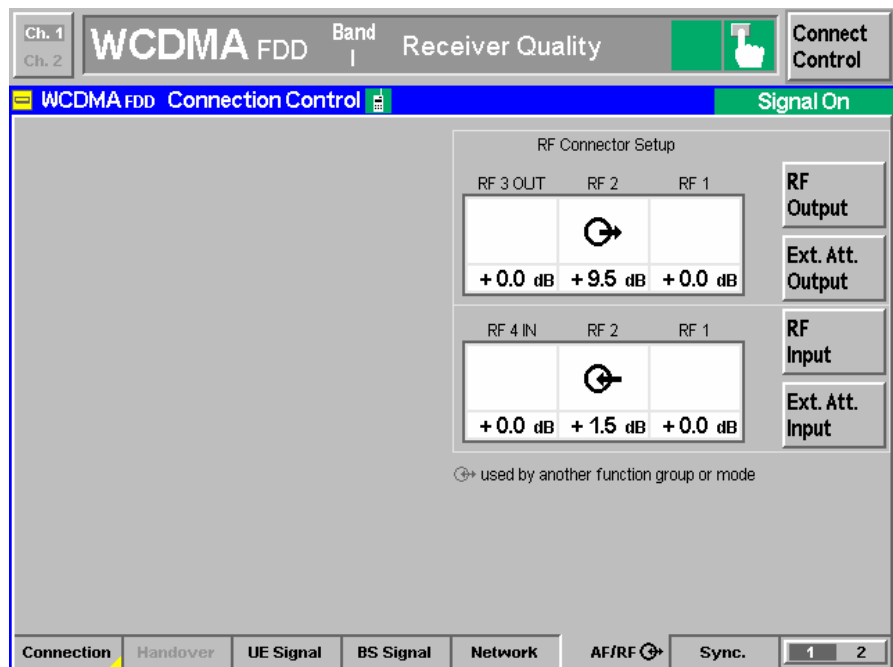 Ch. 1
Ch. 2
WCDMA FDD Band I Receiver Quality
Connect Control
WCDMA FDD Connection Control
Signal On
RF Connector Setup
RF 3 OUT RF 2 RF 1
+ 0.0 dB + 9.5 dB + 0.0 dB
RF Output
Ext. Att. Output
RF 4 IN RF 2 RF 1
+ 0.0 dB + 1.5 dB + 0.0 dB
RF Input
Ext. Att. Input
used by another function group or mode
Connection Handover UE Signal BS Signal Network AF/RF Sync. 1 2